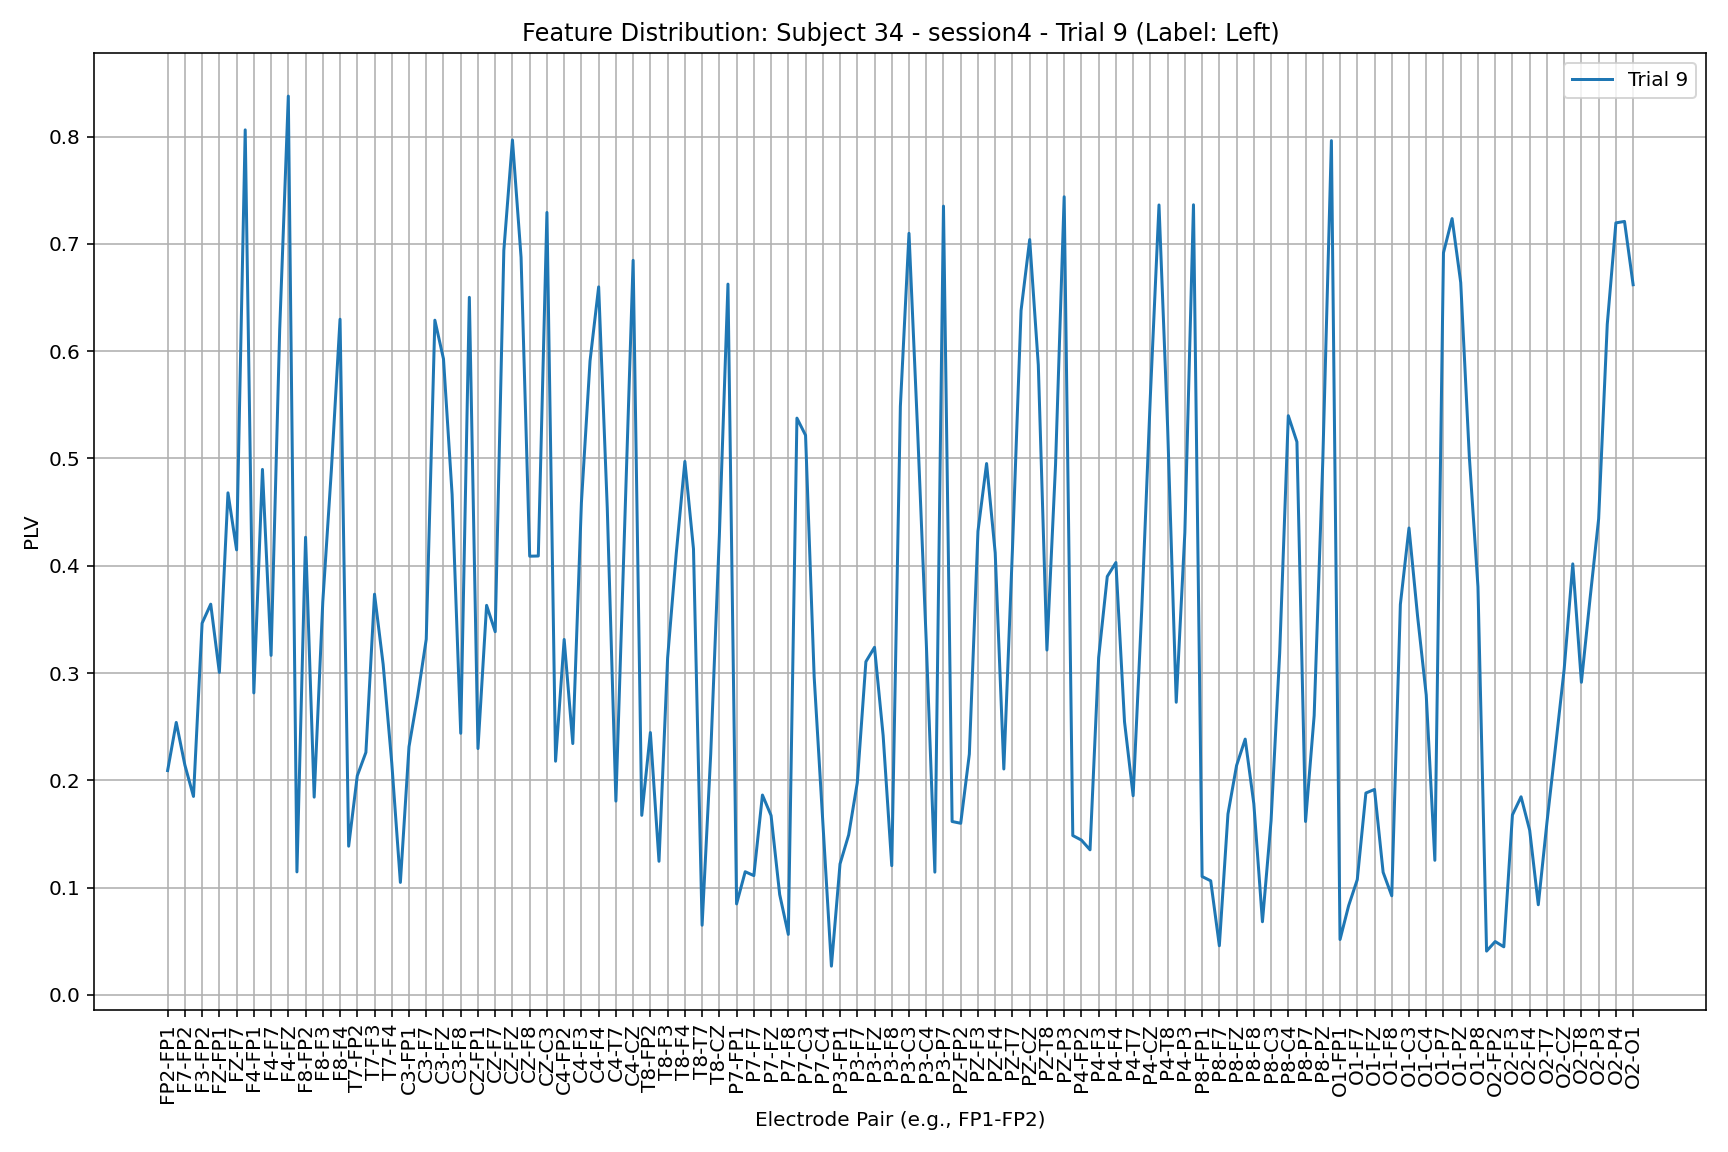 Feature Distribution: Subject 34 - session4 - Trial 9 (Label: Left)
Trial 9
PLV
0.8
0.7
0.6
0.5
0.4
0.3
0.2
0.1
0.0
FP2-FP1
F7-FP2
F3-FP2
FZ-FP1
FZ-F7
F4-FP1
F4-F7
F4-FZ
F8-FP2
F8-F3
F8-F4
T7-FP2
T7-F3
T7-F4
C3-FP1
C3-F7
C3-FZ
C3-F8
CZ-FP1
CZ-F7
CZ-FZ
CZ-F8
CZ-C3
C4-FP2
C4-F3
C4-F4
C4-T7
C4-CZ
T8-FP2
T8-F3
T8-F4
T8-T7
T8-CZ
P7-FP1
P7-F7
P7-FZ
P7-F8
P7-C3
P7-C4
P3-FP1
P3-F7
P3-FZ
P3-F8
P3-C3
P3-C4
P3-P7
PZ-FP2
PZ-F3
PZ-F4
PZ-T7
PZ-CZ
PZ-T8
PZ-P3
P4-FP2
P4-F3
P4-F4
P4-T7
P4-CZ
P4-T8
P4-P3
P8-FP1
P8-F7
P8-FZ
P8-F8
P8-C3
P8-C4
P8-P7
P8-PZ
O1-FP1
O1-F7
O1-FZ
O1-F8
O1-C3
O1-C4
O1-P7
O1-PZ
O1-P8
O2-FP2
O2-F3
O2-F4
O2-T7
O2-CZ
O2-T8
O2-P3
O2-P4
O2-O1
Electrode Pair (e.g., FP1-FP2)